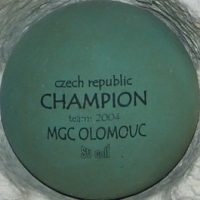 czech republic
CHAMPION
team 2004
MGC OLOMOUC